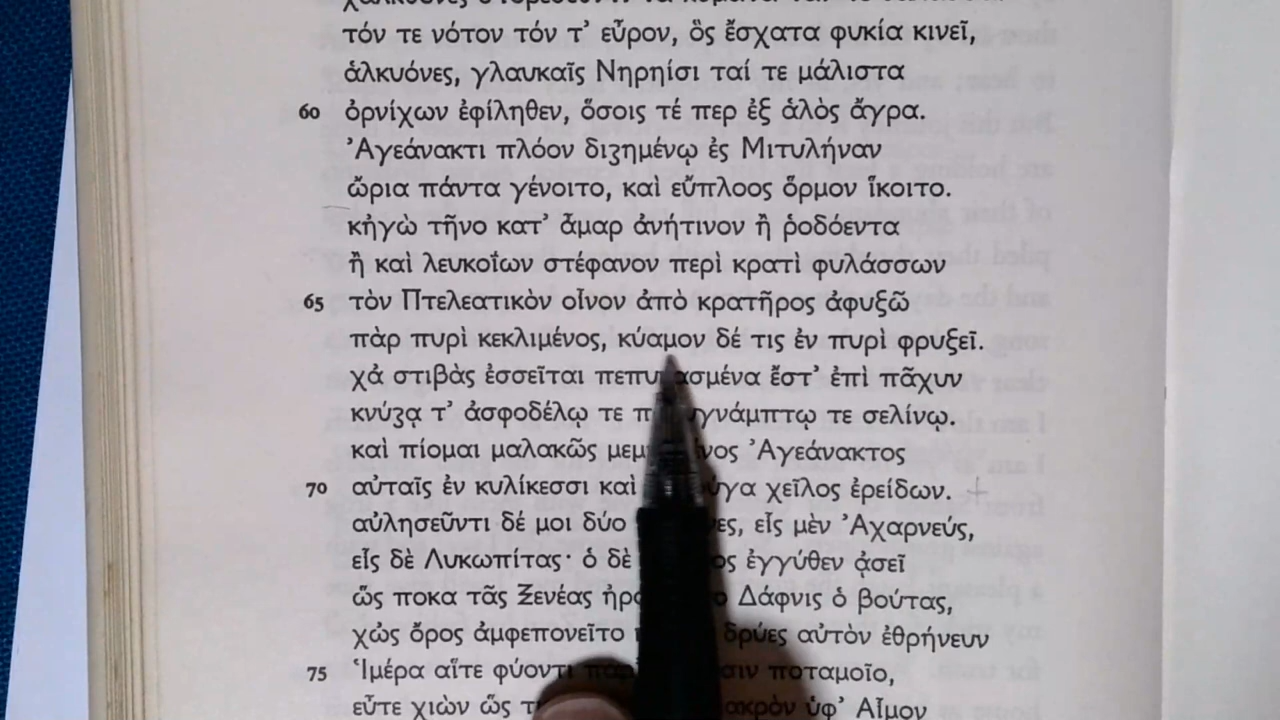 τόν τε νότον τόν τ’ εὖρον, ὃς ἔσχατα φυκία κινεῖ,
ἁλκυόνες, γλαυκαῖς Νηρηίσι ταί τε μάλιστα
60 ὀρνίχων ἐφίληθεν, ὅσοις τέ περ ἐξ ἁλὸς ἄγρα.
Ἀγεάνακτι πλόον διζημένῳ ἐς Μιτυλήναν
ὥρια πάντα γένοιτο, καὶ εὔπλοος ὅρμον ἵκοιτο.
κἠγὼ τῆνο κατ’ ἆμαρ ἀνήτινον ἢ ῥοδόεντα
ἢ καὶ λευκοΐων στέφανον περὶ κρατὶ φυλάσσων
65 τὸν Πτελεατικὸν οἶνον ἀπὸ κρατῆρος ἀφυξῶ
πὰρ πυρὶ κεκλιμένος, κύαμον δέ τις ἐν πυρὶ φρυξεῖ.
χἀ στιβὰς ἐσσεῖται ἔστ’ ἐπὶ πᾶχυν
κνύζᾳ τ’ ἀσφοδέλῳ τε τε σελίνῳ.
καὶ πίομαι μαλακῶς Ἀγεάνακτος
70 αὐταῖς ἐν κυλίκεσσι καὶ χεῖλος ἐρείδων.
αὐλησεῦντι δέ μοι δύο εἷς μὲν Ἀχαρνεύς,
εἷς δὲ Λυκωπίτας· ὁ δὲ ἐγγύθεν ᾀσεῖ
ὥς ποκα τᾶς Ξενέας Δάφνις ὁ βούτας,
χὠς ὄρος ἀμφεπονεῖτο δρύες αὐτὸν ἐθρήνευν
75 Ἱμέρα αἵτε φύοντι ποταμοῖο,
εὖτε χιὼν ὥς ὑφ’ Αἷμον